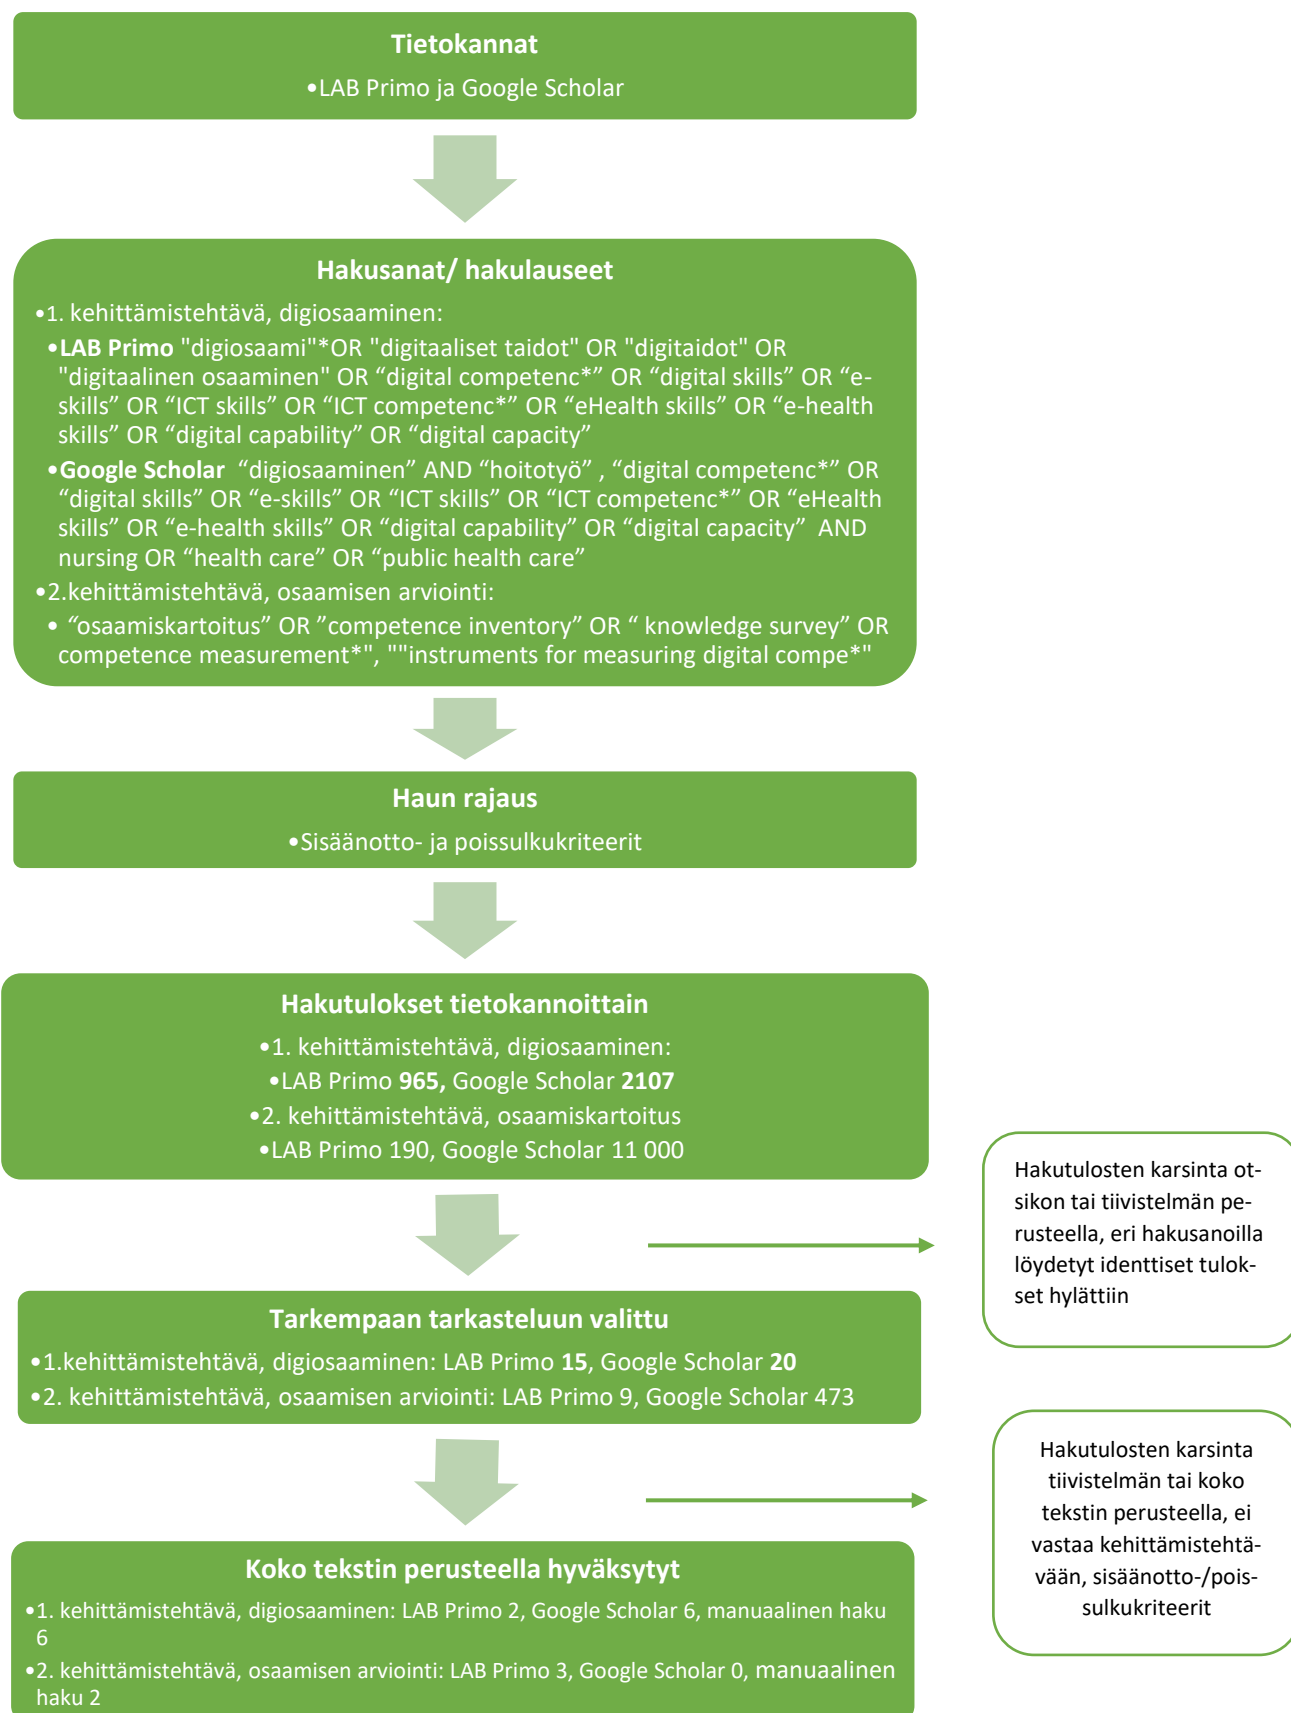 Tietokannat
•LAB Primo ja Google Scholar
Hakusanat/ hakulauseet
•1. kehittämistehtävä, digiosaaminen:
•LAB Primo "digiosaami"*OR "digitaaliset taidot" OR "digitaidot" OR
"digitaalinen osaaminen" OR “digital competenc*” OR “digital skills” OR “e-
skills” OR “ICT skills” OR “ICT competenc*” OR “eHealth skills” OR “e-health
skills” OR “digital capability” OR “digital capacity”
•Google Scholar “digiosaaminen” AND “hoitotyö” , “digital competenc*” OR
“digital skills” OR “e-skills” OR “ICT skills” OR “ICT competenc*” OR “eHealth
skills” OR “e-health skills” OR “digital capability” OR “digital capacity” AND
nursing OR “health care” OR “public health care”
•2.kehittämistehtävä, osaamisen arviointi:
• “osaamiskartoitus” OR ”competence inventory” OR “ knowledge survey” OR
competence measurement*", ""instruments for measuring digital compe*"
Haun rajaus
•Sisäänotto- ja poissulkukriteerit
Hakutulokset tietokannoittain
•1. kehittämistehtävä, digiosaaminen:
•LAB Primo 965, Google Scholar 2107
•2. kehittämistehtävä, osaamiskartoitus
•LAB Primo 190, Google Scholar 11 000
Hakutulosten karsinta ot-
sikon tai tiivistelmän pe-
rusteella, eri hakusanoilla
löydetyt identtiset tulok-
set hylättiin
Tarkempaan tarkasteluun valittu
•1.kehittämistehtävä, digiosaaminen: LAB Primo 15, Google Scholar 20
•2. kehittämistehtävä, osaamisen arviointi: LAB Primo 9, Google Scholar 473
Hakutulosten karsinta
tiivistelmän tai koko
tekstin perusteella, ei
vastaa kehittämistehtä-
vään, sisäänotto-/pois-
sulkukriteerit
Koko tekstin perusteella hyväksytyt
•1. kehittämistehtävä, digiosaaminen: LAB Primo 2, Google Scholar 6, manuaalinen haku
6
•2. kehittämistehtävä, osaamisen arviointi: LAB Primo 3, Google Scholar 0, manuaalinen
haku 2